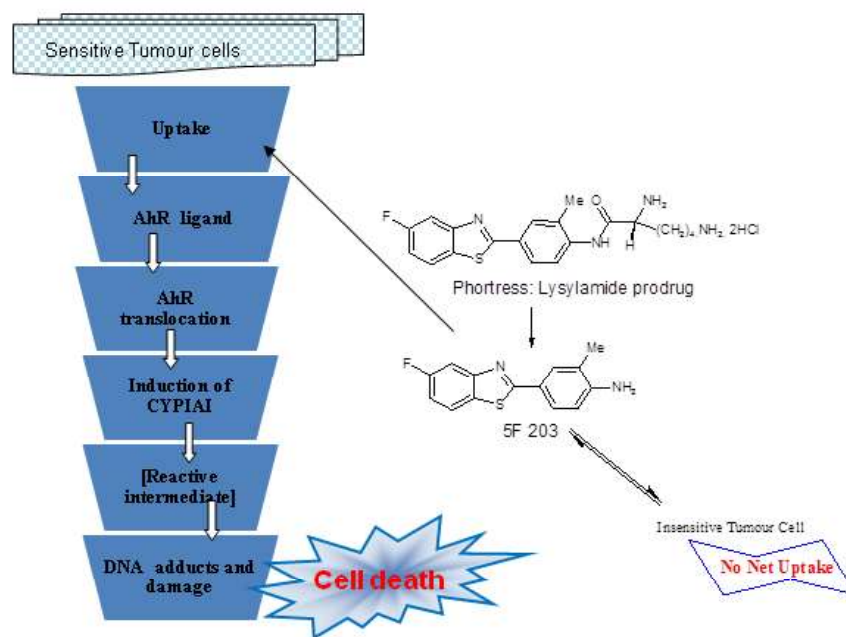 Sensitive Tumour cells
Uptake
AhR ligand
AhR
translocation
Induction of
CYPIAI
[Reactive
intermediate]
DNA adducts and
damage
Cell death
F
N
S
Me
O
NH
NH2
H
(CH2)4 NH2, 2HCl
Phortress: Lysylamide prodrug
F
N
S
Me
NH2
5F 203
Insensitive Tumour Cell
No Net Uptake